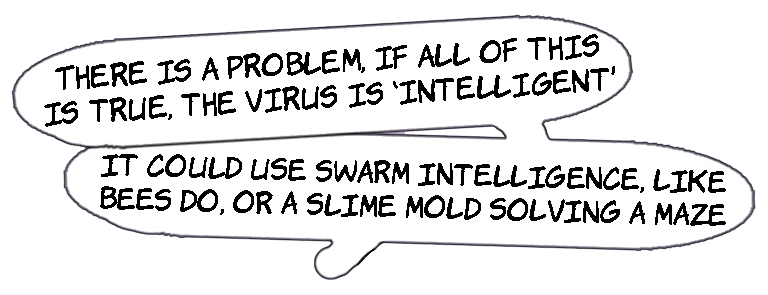 THERE IS A PROBLEM, IF ALL OF THIS
IS TRUE, THE VIRUS IS 'INTELLIGENT'
IT COULD USE SWARM INTELLIGENCE, LIKE
BEES DO, OR A SLIME MOLD SOLVING A MAZE